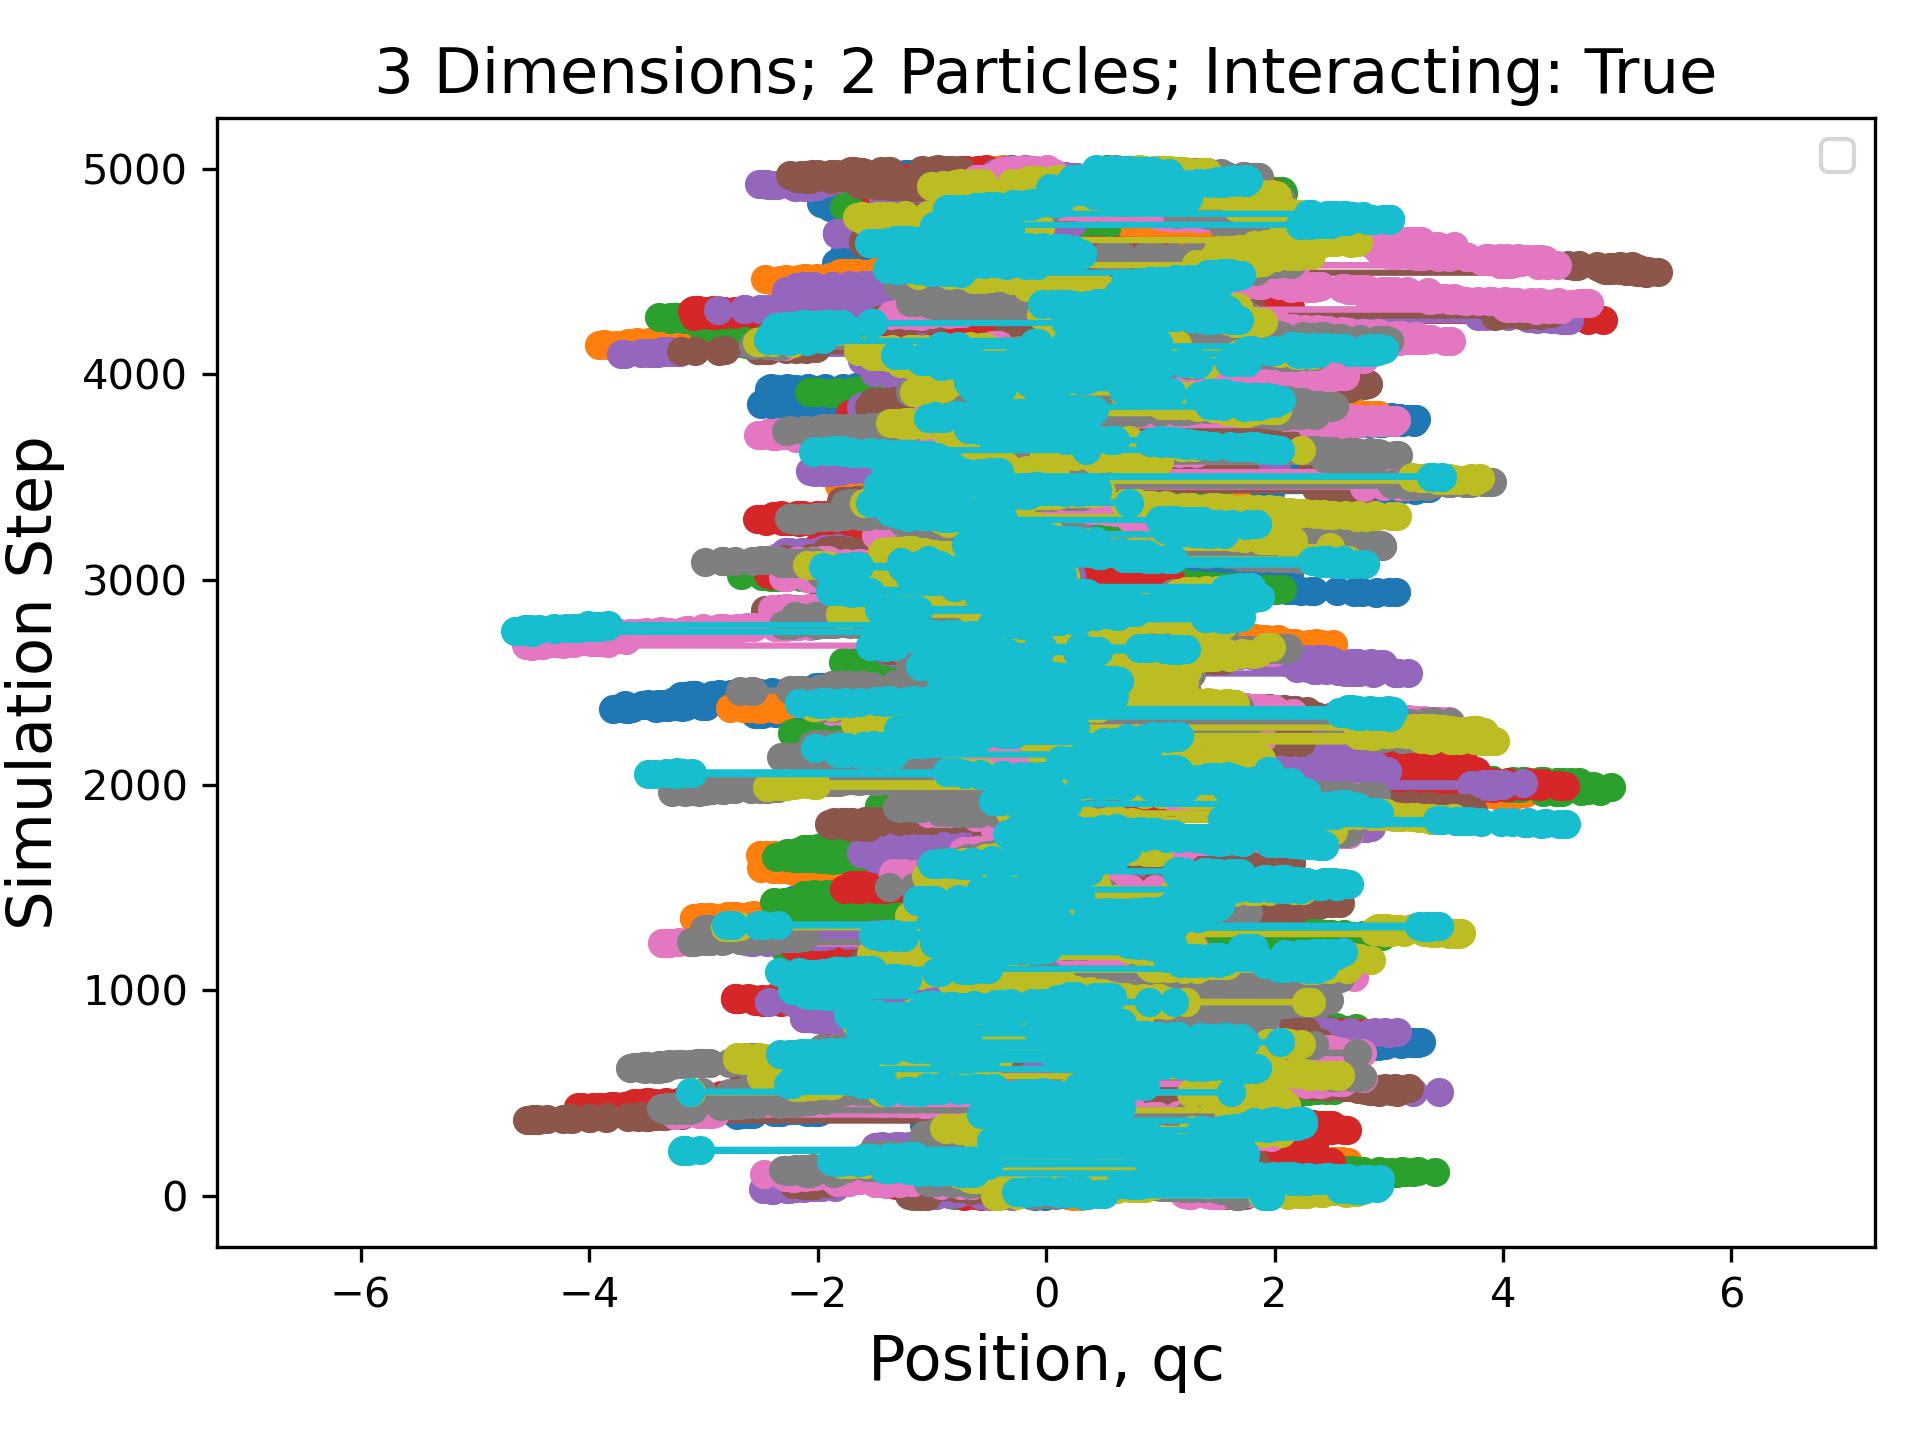 3 Dimensions; 2 Particles; Interacting: True
5000
4000
3000
2000
1000
0
Simulation Step
−6 −4 −2 0 2 4 6
Position, qc